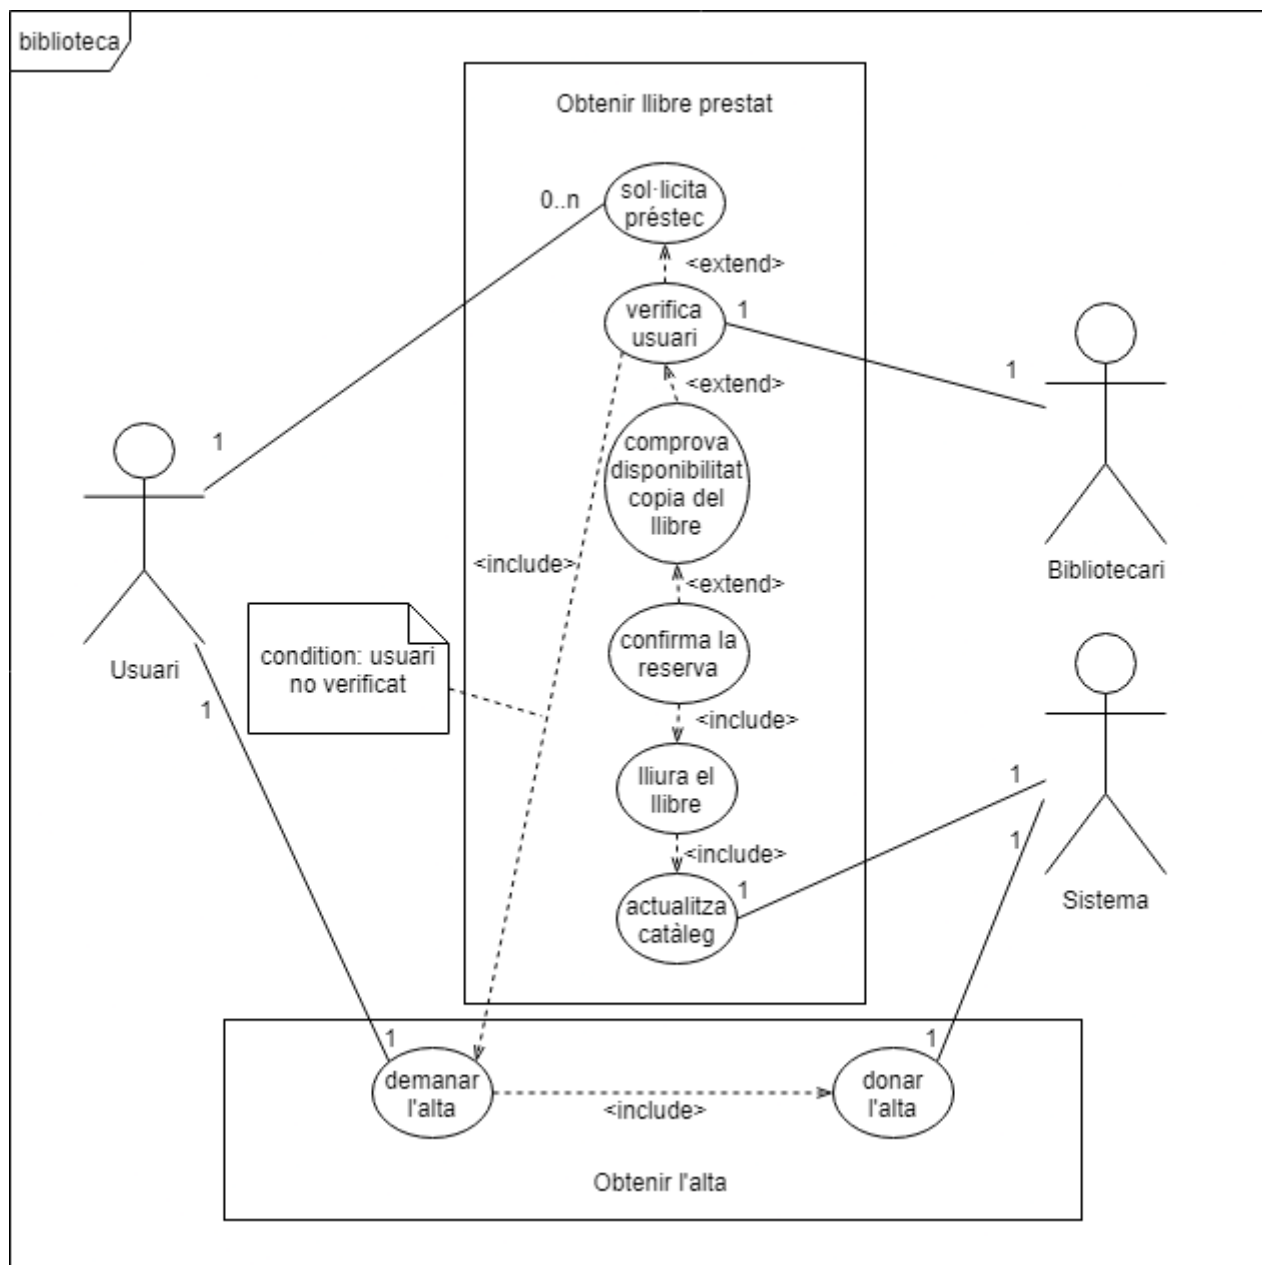 biblioteca
Obtenir llibre prestat
sol·licita
préstec
0..n
<extend>
verifica
usuari
1
1
<extend>
1
comprova
disponibilitat
copia del
llibre
<include>
<extend>
Bibliotecari
condition: usuari
no verificat
confirma la
reserva
Usuari
1
<include>
lliura el
llibre
1
1
<include>
actualitza
catàleg
1
Sistema
1
1
demanar
l'alta
<include>
donar
l'alta
Obtenir l'alta